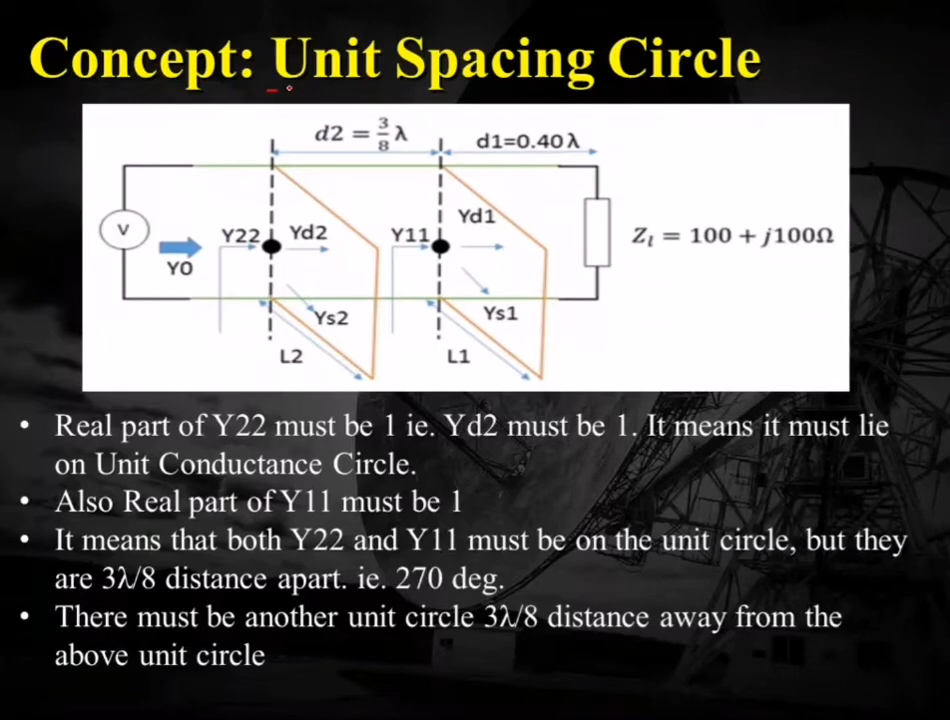 Concept: Unit Spacing Circle
d2 = 3/8 λ
d1=0.40 λ
V
Y22
Yd2
Y11
Yd1
Z_l = 100 + j100Ω
Y0
Ys2
Ys1
L2
L1
• Real part of Y22 must be 1 ie. Yd2 must be 1. It means it must lie
on Unit Conductance Circle.
• Also Real part of Y11 must be 1
• It means that both Y22 and Y11 must be on the unit circle, but they
are 3λ/8 distance apart. ie. 270 deg.
• There must be another unit circle 3λ/8 distance away from the
above unit circle